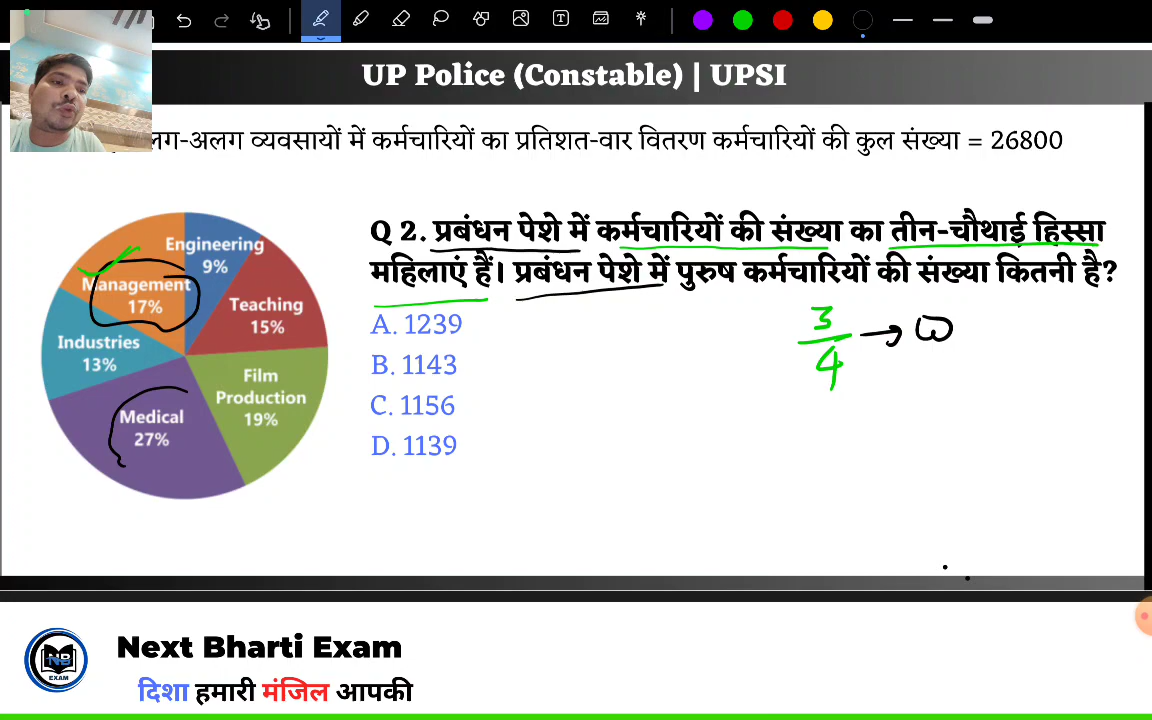 UP Police (Constable) | UPSI
व्यवसायों में कर्मचारियों का प्रतिशत-वार वितरण कर्मचारियों की कुल संख्या = 26800
Q 2. प्रबंधन पेशे में कर्मचारियों की संख्या का तीन-चौथाई हिस्सा
महिलाएं हैं। प्रबंधन पेशे में पुरुष कर्मचारियों की संख्या कितनी है?
A. 1239
B. 1143
C. 1156
D. 1139
3/4 → W
Engineering
9%
Management
17%
Teaching
15%
Industries
13%
Film
Production
19%
Medical
27%
NB
EXAM
Next Bharti Exam
दिशा हमारी मंजिल आपकी